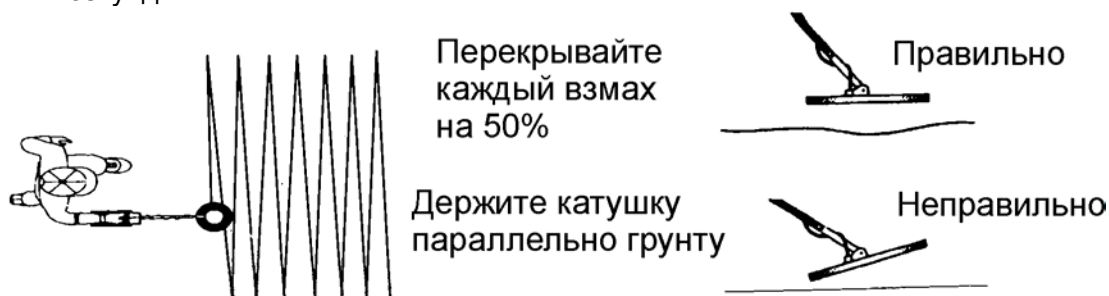 Перекрывайте
каждый взмах
на 50%
Правильно
Держите катушку
параллельно грунту
Неправильно